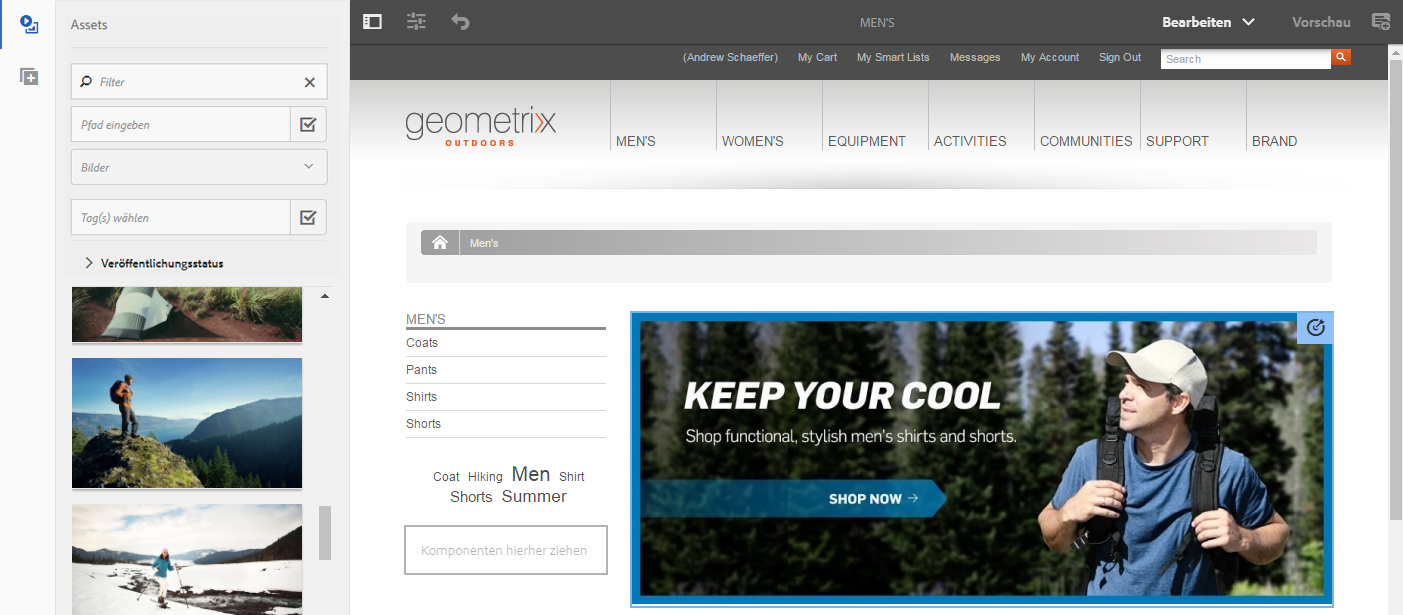 Assets
Filter
Pfad eingeben
Bilder
Tag(s) wählen
Veröffentlichungsstatus
MEN'S
Bearbeiten
Vorschau
(Andrew Schaeffer) My Cart My Smart Lists Messages My Account Sign Out Search
geometrixx
OUTDOORS
MEN'S WOMEN'S EQUIPMENT ACTIVITIES COMMUNITIES SUPPORT BRAND
Men's
MEN'S
Coats
Pants
Shirts
Shorts
Coat Hiking Men Shirt
Shorts Summer
Komponenten hierher ziehen
KEEP YOUR COOL
Shop functional, stylish men's shirts and shorts.
SHOP NOW →